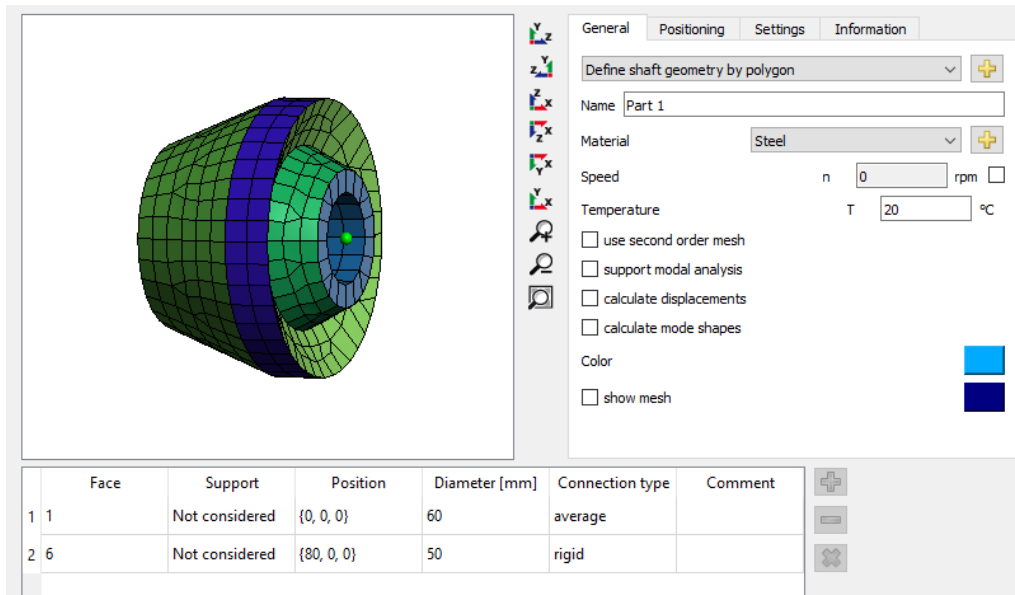 General Positioning Settings Information
Define shaft geometry by polygon
Name Part 1
Material Steel
Speed n 0 rpm
Temperature T 20 ºC
use second order mesh
support modal analysis
calculate displacements
calculate mode shapes
Color
show mesh
Y Z
Z Y
Z X
Z X
Y X
Y X
Face Support Position Diameter [mm] Connection type Comment
1 1 Not considered {0, 0, 0} 60 average
2 6 Not considered {80, 0, 0} 50 rigid